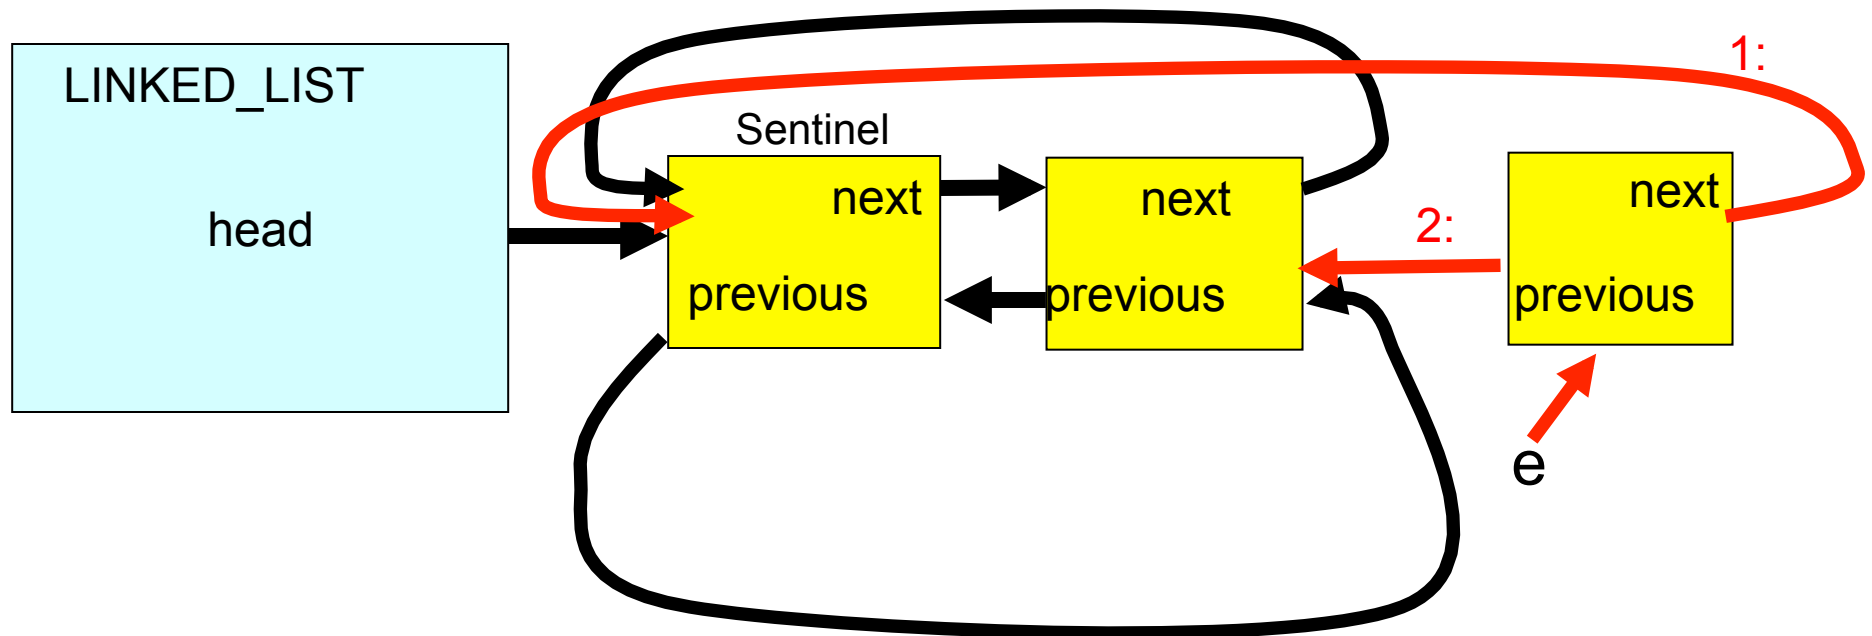 LINKED_LIST
head
Sentinel
next
previous
next
previous
1:
2:
next
previous
e